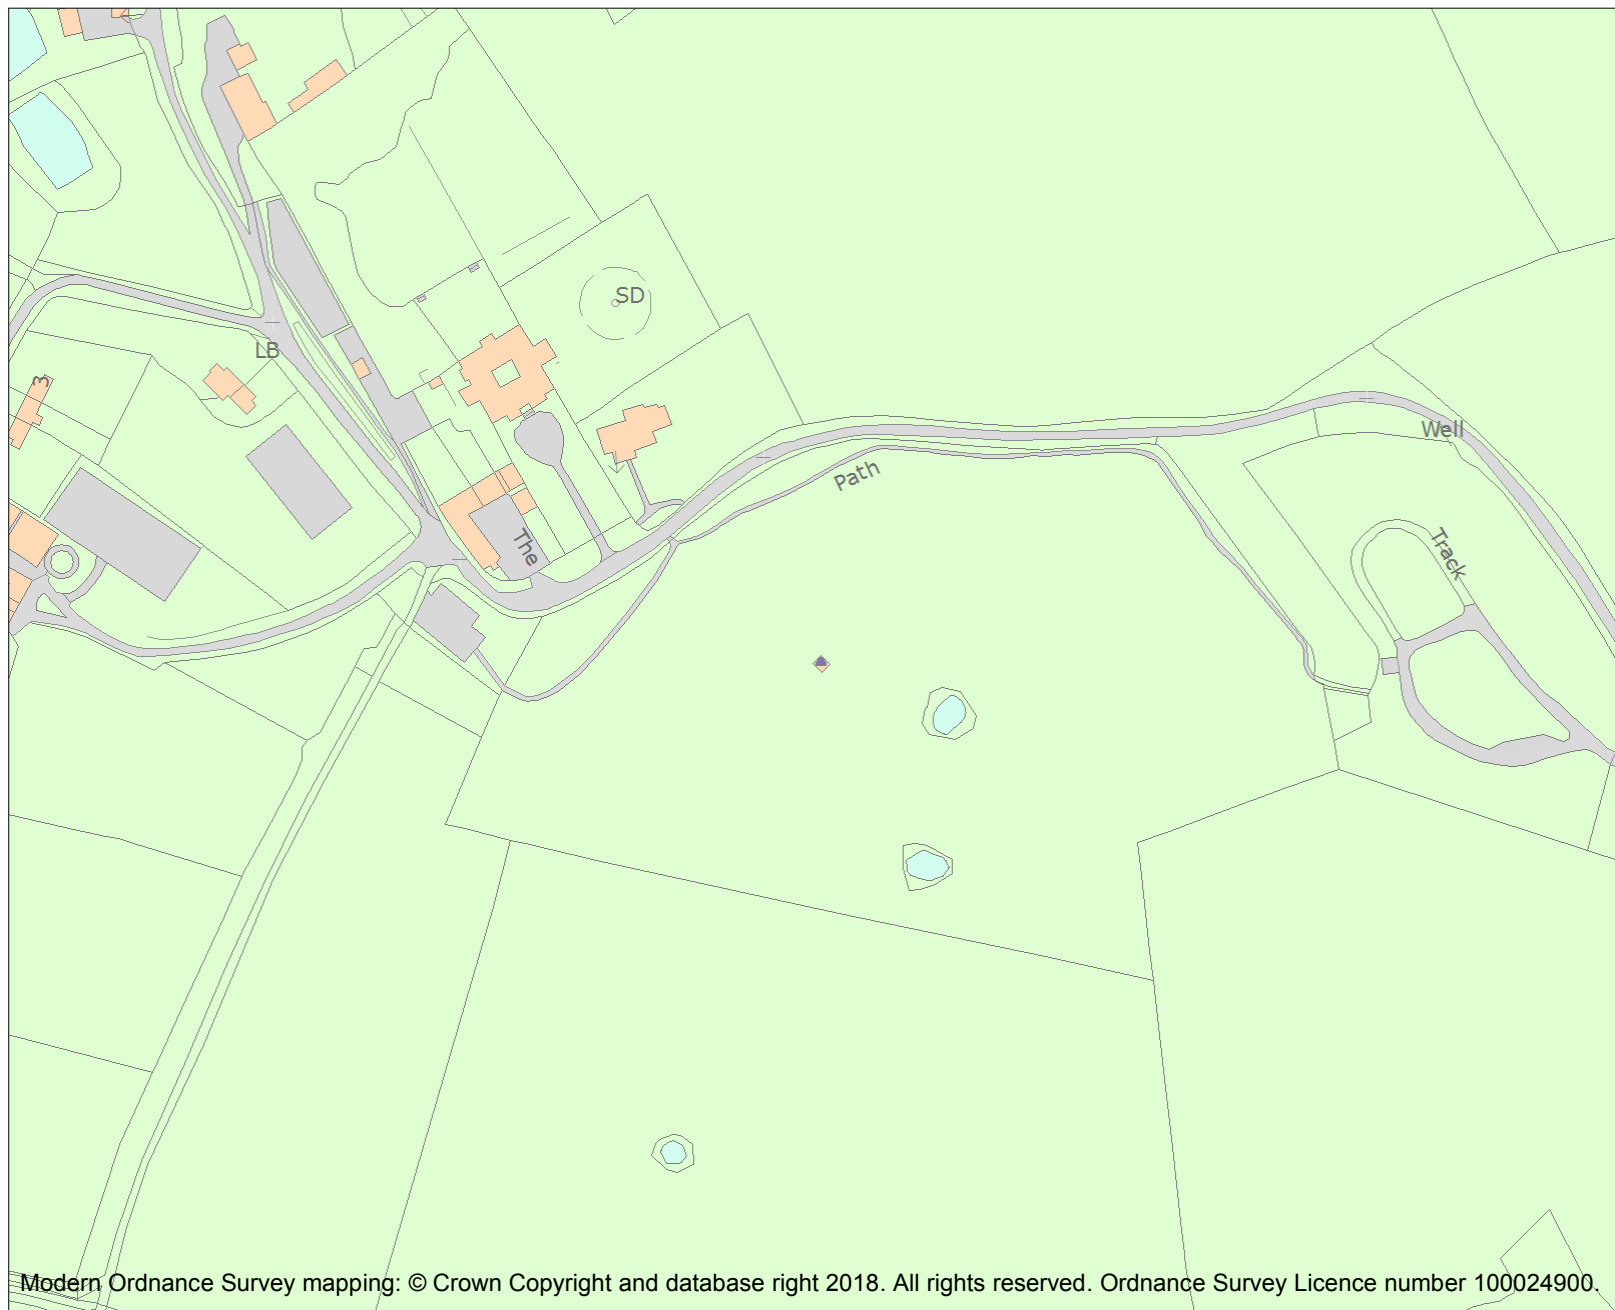 SD
LB
3
Well
Path
The
Track
Modern Ordnance Survey mapping: © Crown Copyright and database right 2018. All rights reserved. Ordnance Survey Licence number 100024900.